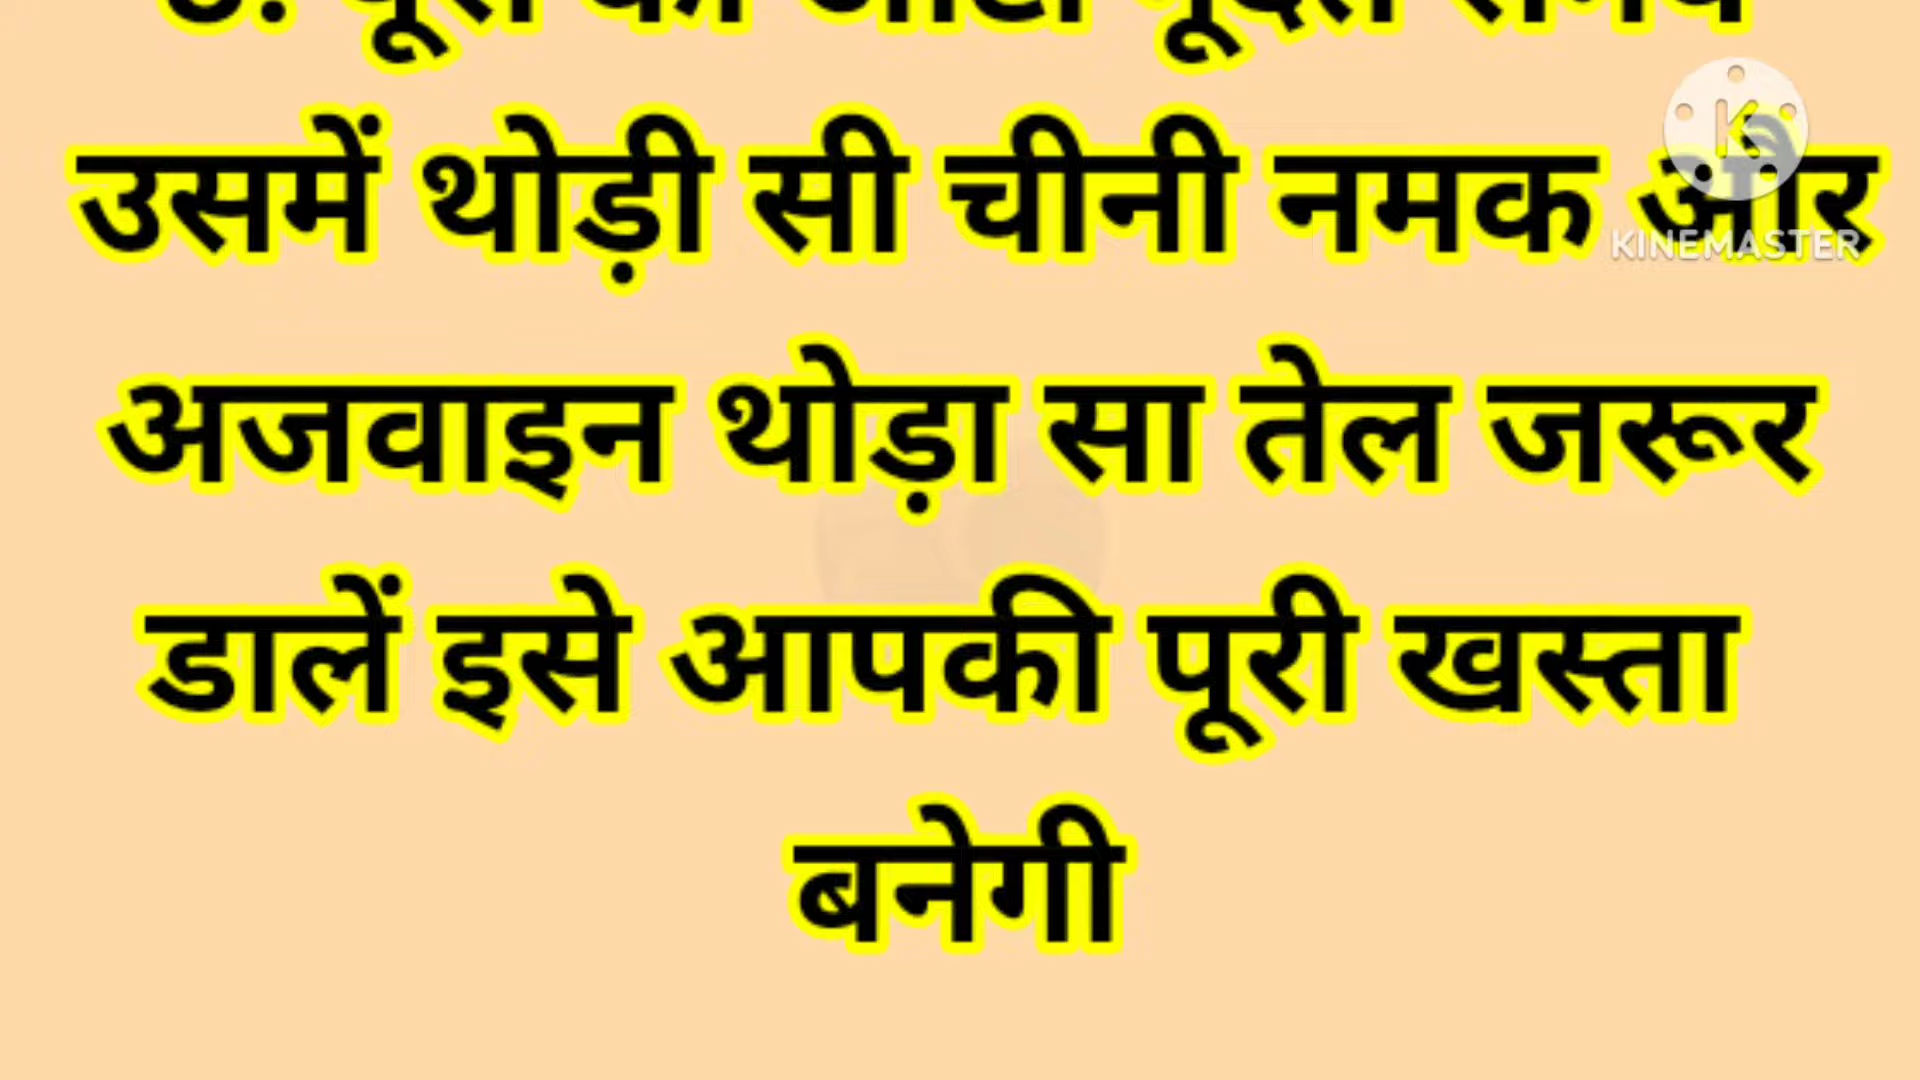 उसमें थोड़ी सी चीनी नमक और
अजवाइन थोड़ा सा तेल जरूर
डालें इसे आपकी पूरी खस्ता
बनेगी
KINEMASTER